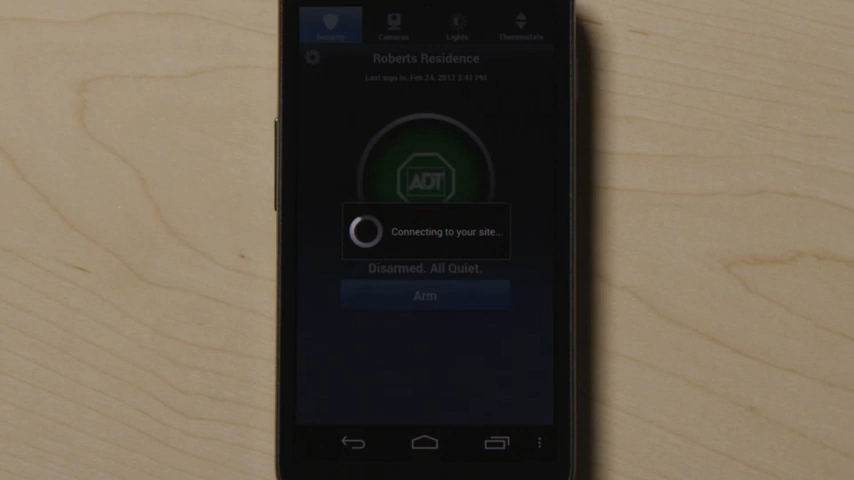 Security Cameras Lights Thermostats
Roberts Residence
Last sign in: Feb 24, 2012 2:41 PM
ADT
Connecting to your site...
Disarmed. All Quiet.
Arm